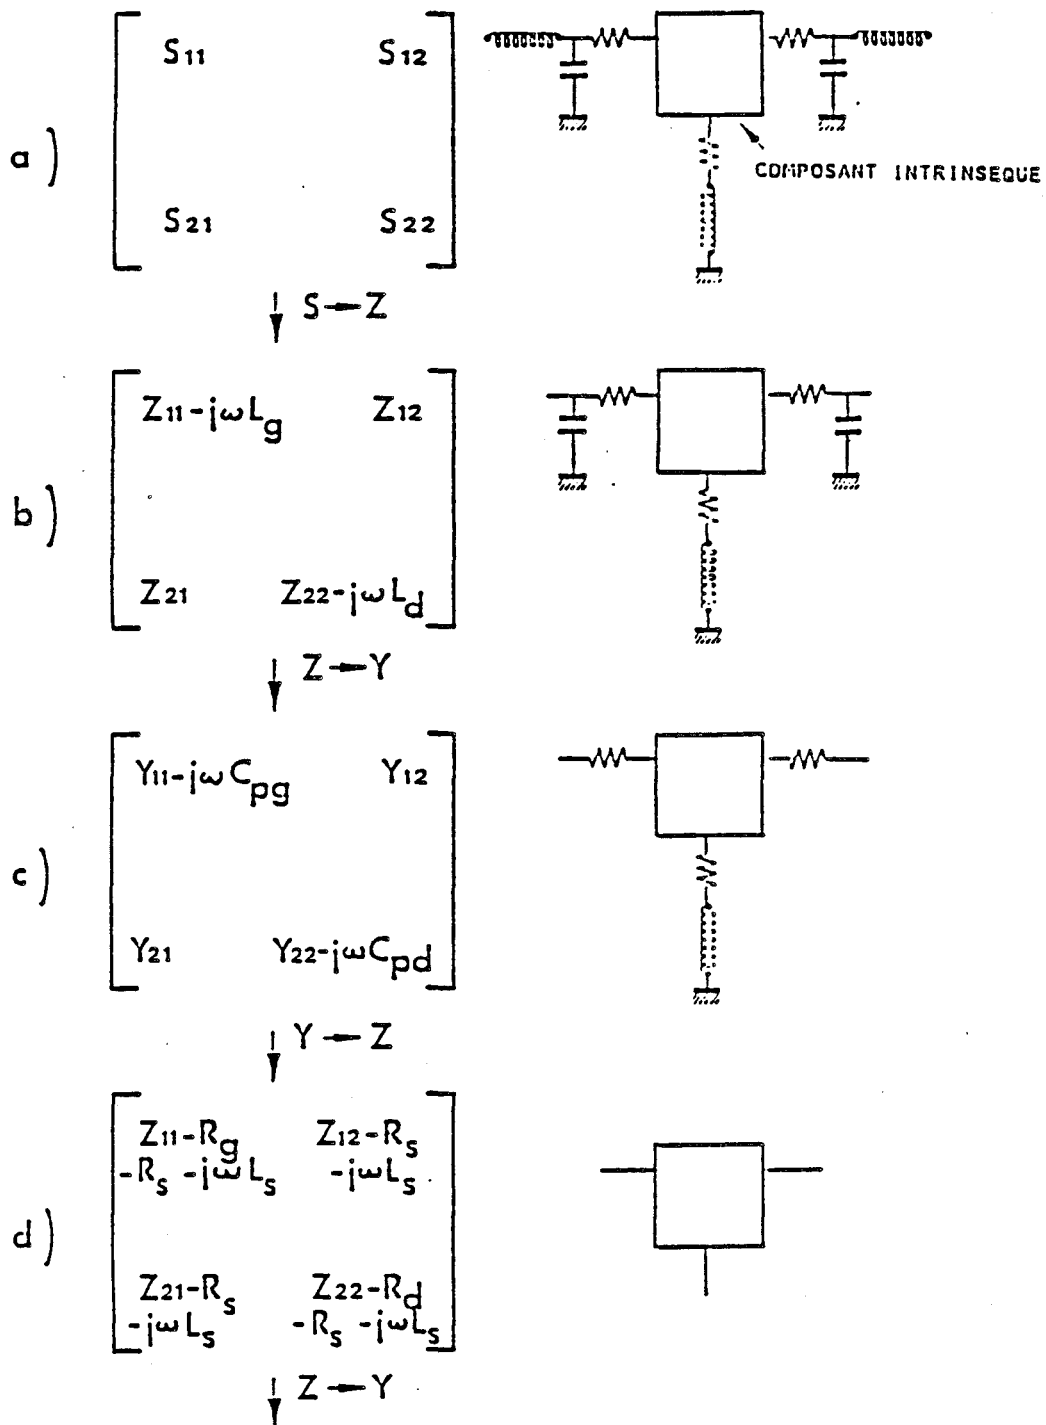 a)
S11 S12
S21 S22
COMPOSANT INTRINSEQUE
S → Z
b)
Z11-jωLg Z12
Z21 Z22-jωLd
Z → Y
c)
Y11-jωCpg Y12
Y21 Y22-jωCpd
Y → Z
d)
Z11-Rg Z12-Rs
-Rs -jωLs -jωLs
Z21-Rs Z22-Rd
-jωLs -Rs -jωLs
Z → Y